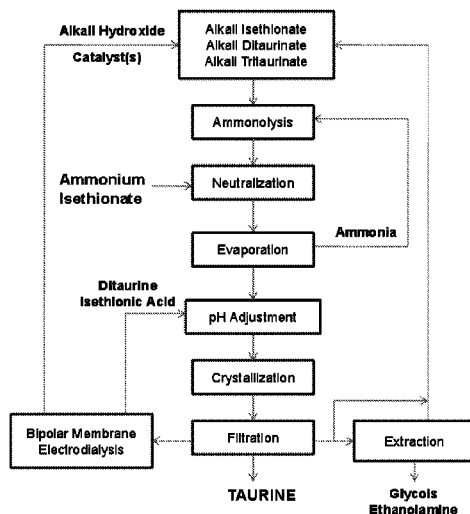 Alkali Hydroxide
Catalyst(s)
Alkali Isethionate
Alkali Ditaurinate
Alkali Tritaurinate
Ammonolysis
Ammonium
Isethionate
Neutralization
Evaporation
Ammonia
Ditaurine
Isethionic Acid
pH Adjustment
Crystallization
Bipolar Membrane
Electrodialysis
Filtration
Extraction
TAURINE
Glycols
Ethanolamine